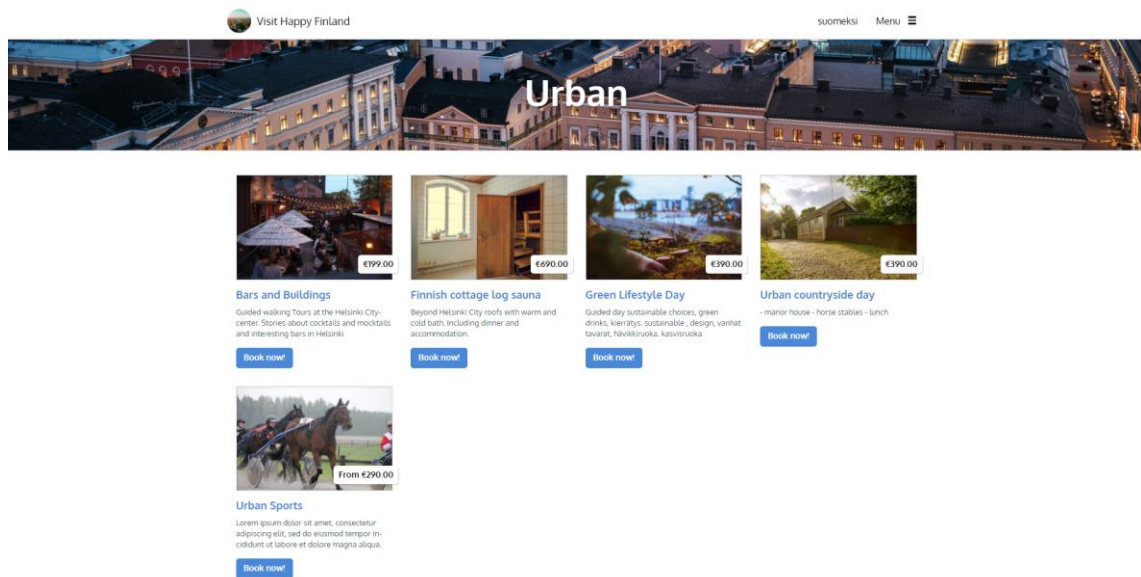 Visit Happy Finland
suomeksi Menu
Urban
€199.00
€690.00
€390.00
€390.00
Bars and Buildings
Guided walking Tours at the Helsinki City-
center. Stories about cocktails and mocktails
and interesting bars in Helsinki
Book now!
Finnish cottage log sauna
Beyond Helsinki City roofs with warm and
cold bath. Including dinner and
accommodation.
Book now!
Green Lifestyle Day
Guided day sustainable choices, green
drinks, kierrätys. sustainable , design, vanhat
tavarat, hävikkiruoka. kasvisruoka
Book now!
Urban countryside day
- manor house - horse stables - lunch
Book now!
From €290.00
Urban Sports
Lorem ipsum dolor sit amet, consectetur
adipiscing elit, sed do eiusmod tempor in-
cididunt ut labore et dolore magna aliqua.
Book now!